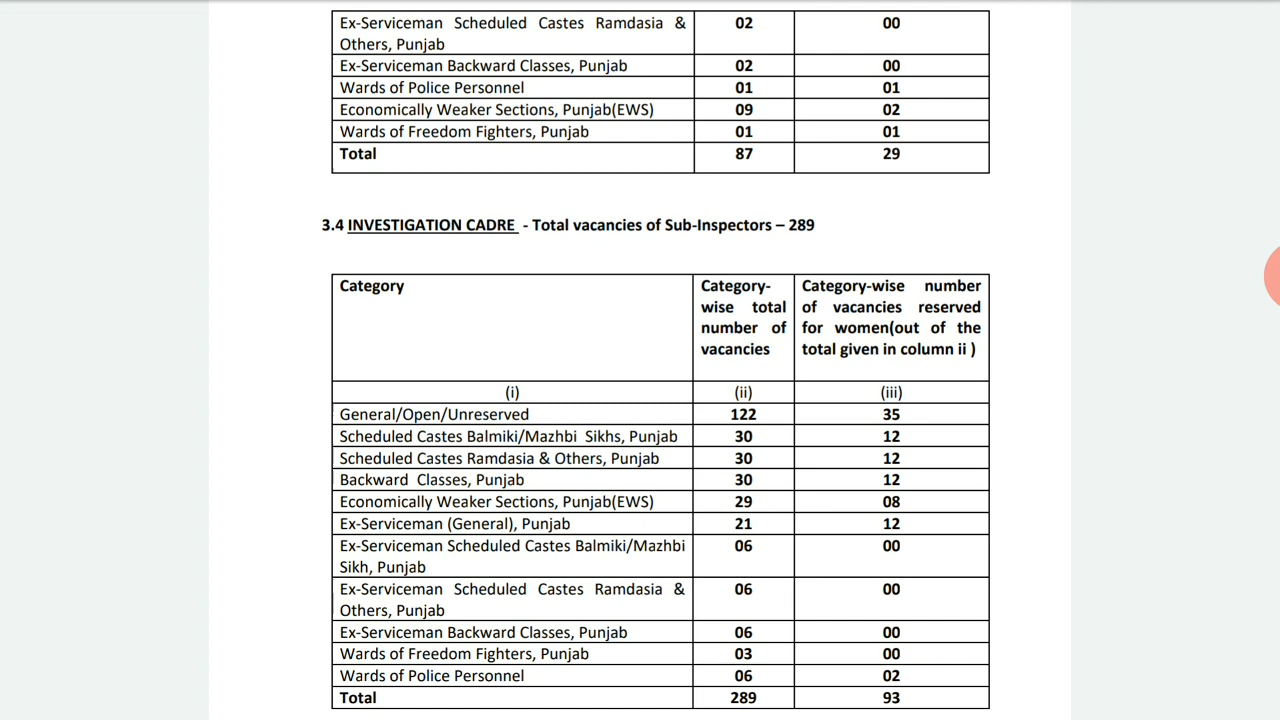 Ex-Serviceman Scheduled Castes Ramdasia & 02 00
Others, Punjab
Ex-Serviceman Backward Classes, Punjab 02 00
Wards of Police Personnel 01 01
Economically Weaker Sections, Punjab(EWS) 09 02
Wards of Freedom Fighters, Punjab 01 01
Total 87 29
3.4 INVESTIGATION CADRE - Total vacancies of Sub-Inspectors – 289
Category Category- Category-wise number
wise total of vacancies reserved
number of for women(out of the
vacancies total given in column ii )
(i) (ii) (iii)
General/Open/Unreserved 122 35
Scheduled Castes Balmiki/Mazhbi Sikhs, Punjab 30 12
Scheduled Castes Ramdasia & Others, Punjab 30 12
Backward Classes, Punjab 30 12
Economically Weaker Sections, Punjab(EWS) 29 08
Ex-Serviceman (General), Punjab 21 12
Ex-Serviceman Scheduled Castes Balmiki/Mazhbi 06 00
Sikh, Punjab
Ex-Serviceman Scheduled Castes Ramdasia & 06 00
Others, Punjab
Ex-Serviceman Backward Classes, Punjab 06 00
Wards of Freedom Fighters, Punjab 03 00
Wards of Police Personnel 06 02
Total 289 93